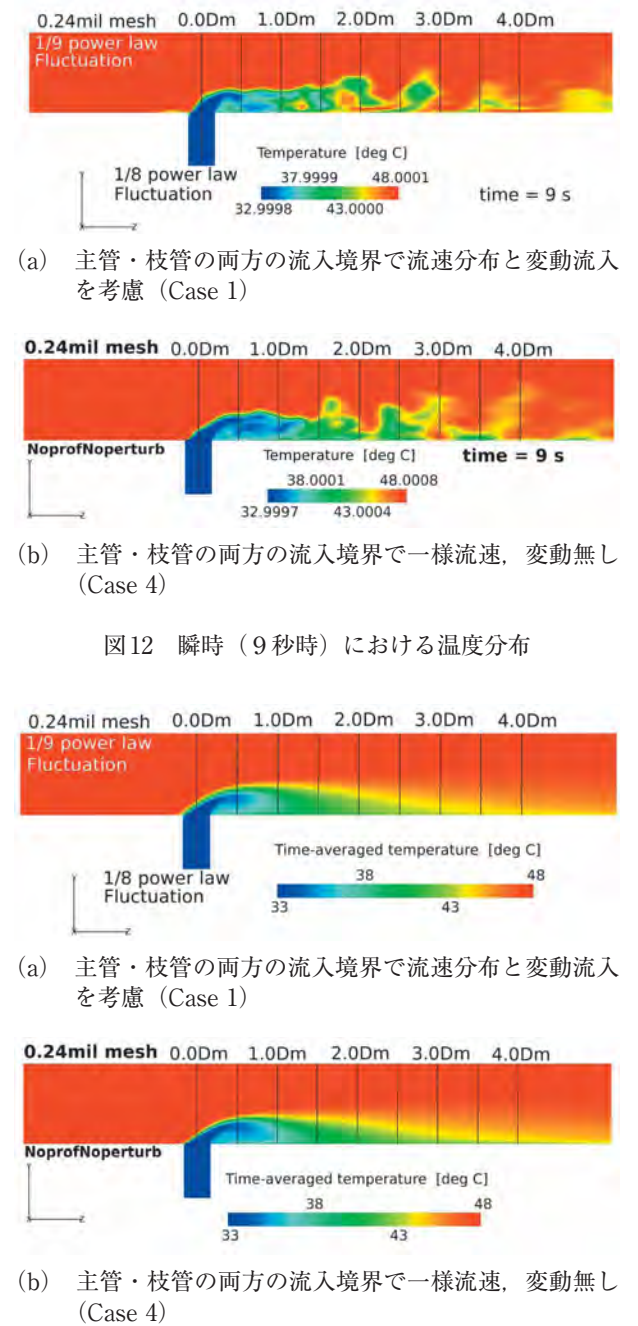 0.24mil mesh 0.0Dm 1.0Dm 2.0Dm 3.0Dm 4.0Dm
1/9 power law
Fluctuation
Temperature [deg C]
1/8 power law
Fluctuation
37.9999 48.0001
32.9998 43.0000
time = 9 s
y
z
(a) 主管・枝管の両方の流入境界で流速分布と変動流入
を考慮(Case 1)
0.24mil mesh 0.0Dm 1.0Dm 2.0Dm 3.0Dm 4.0Dm
NoprofNoperturb
Temperature [deg C] time = 9 s
38.0001 48.0008
32.9997 43.0004
z
(b) 主管・枝管の両方の流入境界で一様流速,変動無し
(Case 4)
図12 瞬時(9秒時)における温度分布
0.24mil mesh 0.0Dm 1.0Dm 2.0Dm 3.0Dm 4.0Dm
1/9 power law
Fluctuation
Time-averaged temperature [deg C]
1/8 power law
Fluctuation
38 48
33 43
y
z
(a) 主管・枝管の両方の流入境界で流速分布と変動流入
を考慮(Case 1)
0.24mil mesh 0.0Dm 1.0Dm 2.0Dm 3.0Dm 4.0Dm
NoprofNoperturb
Time-averaged temperature [deg C]
38 48
33 43
z
(b) 主管・枝管の両方の流入境界で一様流速,変動無し
(Case 4)